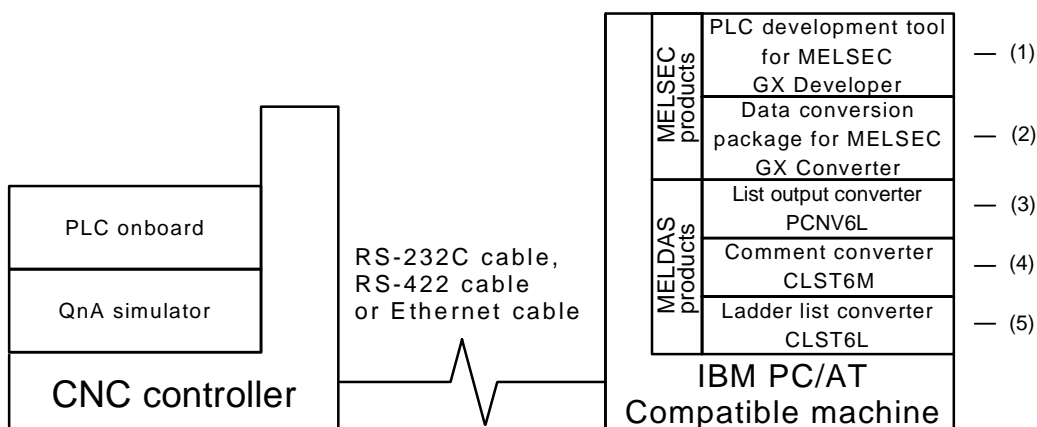 PLC development tool
for MELSEC
GX Developer
(1)
Data conversion
package for MELSEC
GX Converter
(2)
MELSEC
products
List output converter
PCNV6L
(3)
Comment converter
CLST6M
(4)
Ladder list converter
CLST6L
(5)
MELDAS
products
IBM PC/AT
Compatible machine
PLC onboard
QnA simulator
CNC controller
RS-232C cable,
RS-422 cable
or Ethernet cable